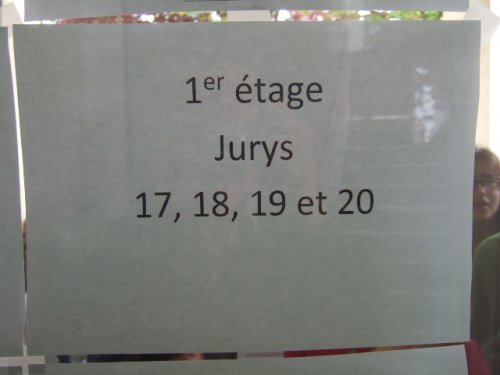 1er étage
Jurys
17, 18, 19 et 20